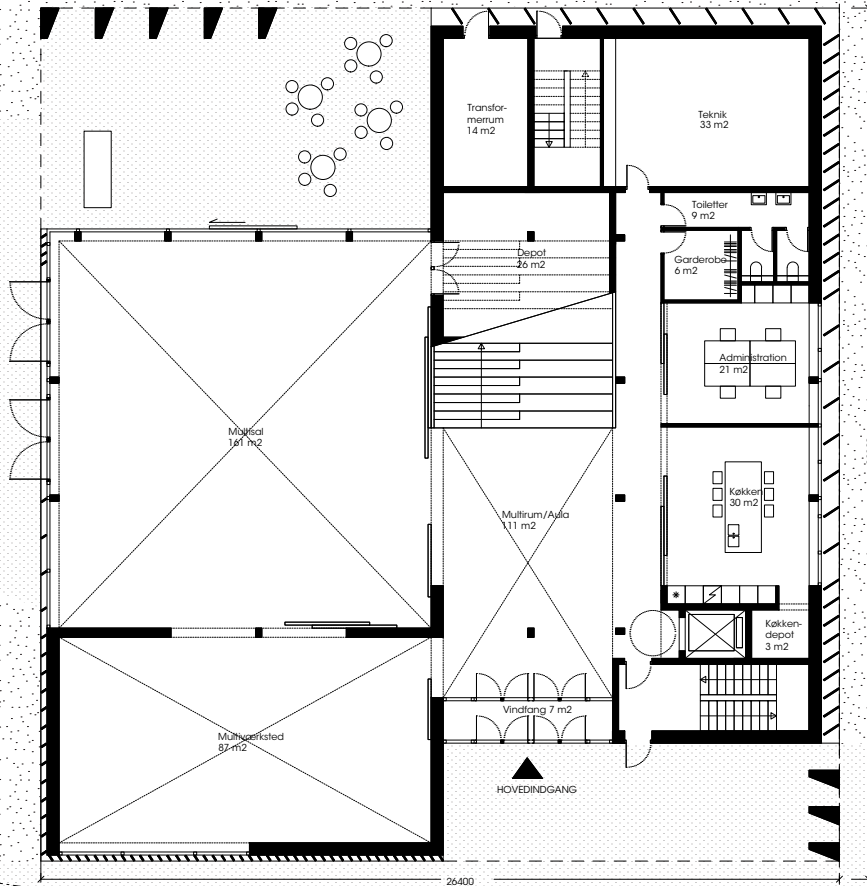 Transfor-
merrum
14 m2
Teknik
33 m2
Toiletter
9 m2
Depot
26 m2
Garderobe
6 m2
Administration
21 m2
Multisal
161 m2
Køkken
30 m2
Multirum/Aula
111 m2
Køkken-
depot
3 m2
Vindfang 7 m2
Multiværksted
87 m2
HOVEDINDGANG
26400